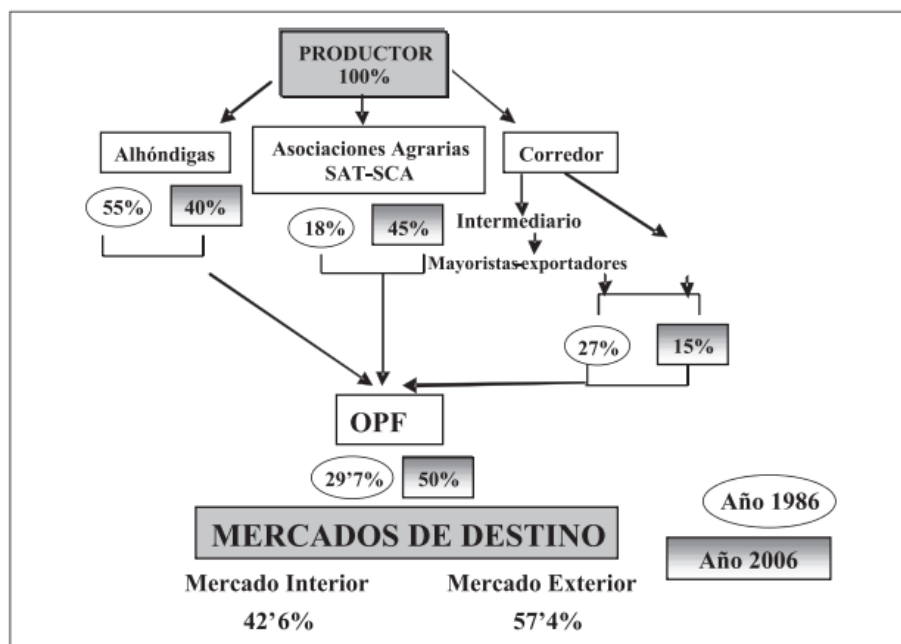 PRODUCTOR
100%
Alhóndigas
Asociaciones Agrarias
SAT-SCA
Corredor
55%
40%
18%
45%
Intermediario
Mayoristas-exportadores
27%
15%
OPF
29'7%
50%
Año 1986
MERCADOS DE DESTINO
Año 2006
Mercado Interior
Mercado Exterior
42'6%
57'4%